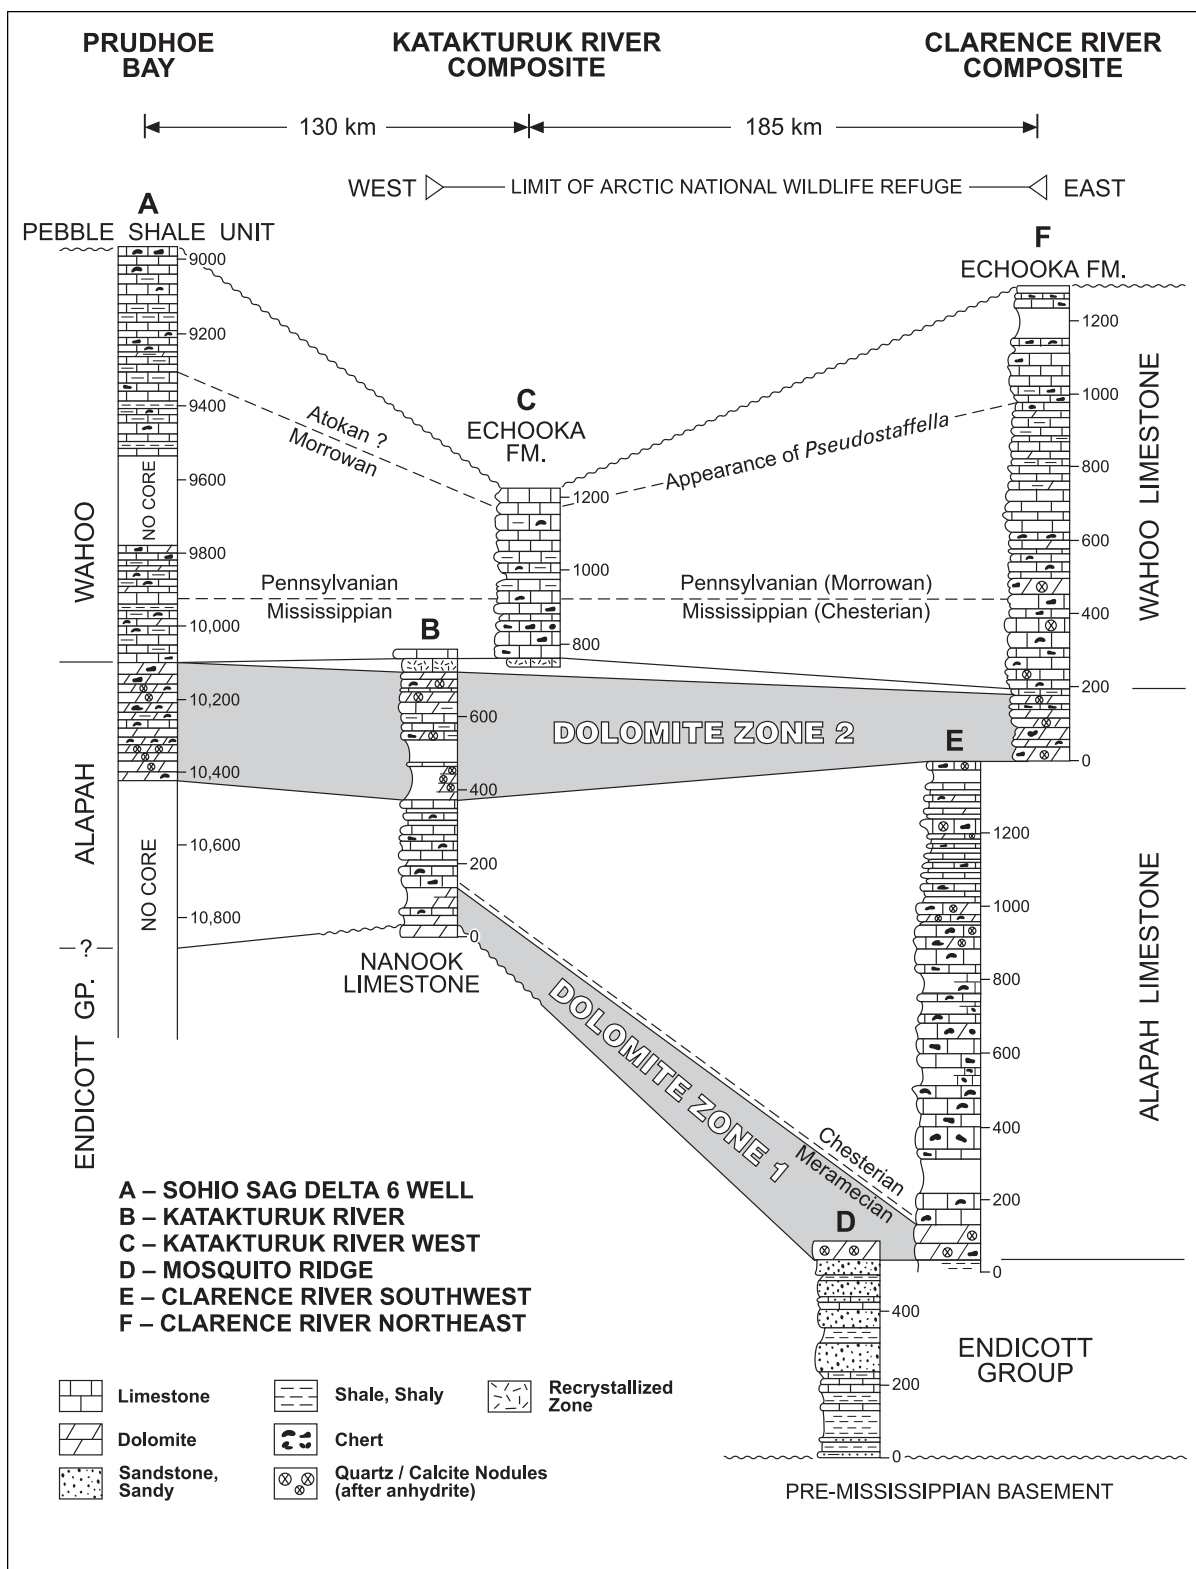 PRUDHOE
BAY
KATAKTURUK RIVER
COMPOSITE
CLARENCE RIVER
COMPOSITE
130 km
185 km
WEST
LIMIT OF ARCTIC NATIONAL WILDLIFE REFUGE
EAST
A
PEBBLE SHALE UNIT
F
ECHOOKA FM.
9000
9200
9400
9600
9800
10,000
10,200
10,400
10,600
10,800
NO CORE
NO CORE
WAHOO
ALAPAH
?
ENDICOTT GP.
Atokan ?
Morrowan
C
ECHOOKA
FM.
1200
1000
800
Appearance of Pseudostaffella
Pennsylvanian
Mississippian
Pennsylvanian (Morrowan)
Mississippian (Chesterian)
B
600
400
200
0
NANOOK
LIMESTONE
DOLOMITE ZONE 2
1200
1000
800
600
400
200
0
WAHOO LIMESTONE
E
1200
1000
800
600
400
200
0
ALAPAH LIMESTONE
DOLOMITE ZONE 1
Chesterian
Meramecian
D
400
200
0
ENDICOTT
GROUP
PRE-MISSISSIPPIAN BASEMENT
A – SOHIO SAG DELTA 6 WELL
B – KATAKTURUK RIVER
C – KATAKTURUK RIVER WEST
D – MOSQUITO RIDGE
E – CLARENCE RIVER SOUTHWEST
F – CLARENCE RIVER NORTHEAST
Limestone
Dolomite
Sandstone,
Sandy
Shale, Shaly
Chert
Quartz / Calcite Nodules
(after anhydrite)
Recrystallized
Zone